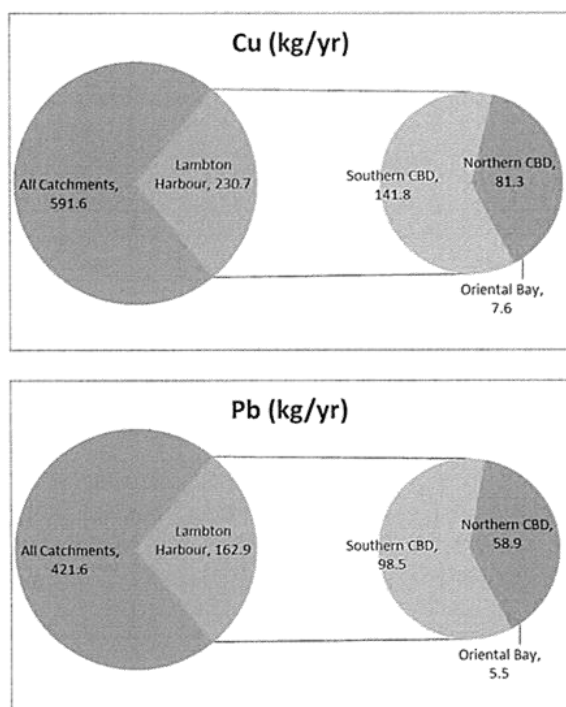 Cu (kg/yr)
All Catchments,
591.6
Lambton
Harbour, 230.7
Southern CBD,
141.8
Northern CBD,
81.3
Oriental Bay,
7.6
Pb (kg/yr)
All Catchments,
421.6
Lambton
Harbour, 162.9
Southern CBD,
98.5
Northern CBD,
58.9
Oriental Bay,
5.5